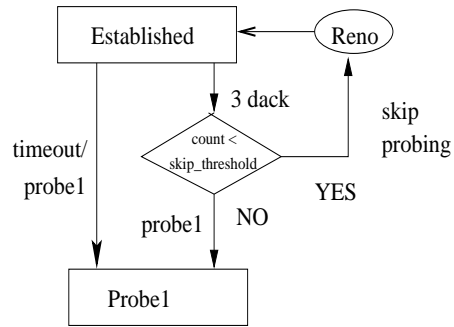 Established
Reno
3 dack
count <
skip_threshold
skip
probing
timeout/
probe1
YES
probe1
NO
Probe1